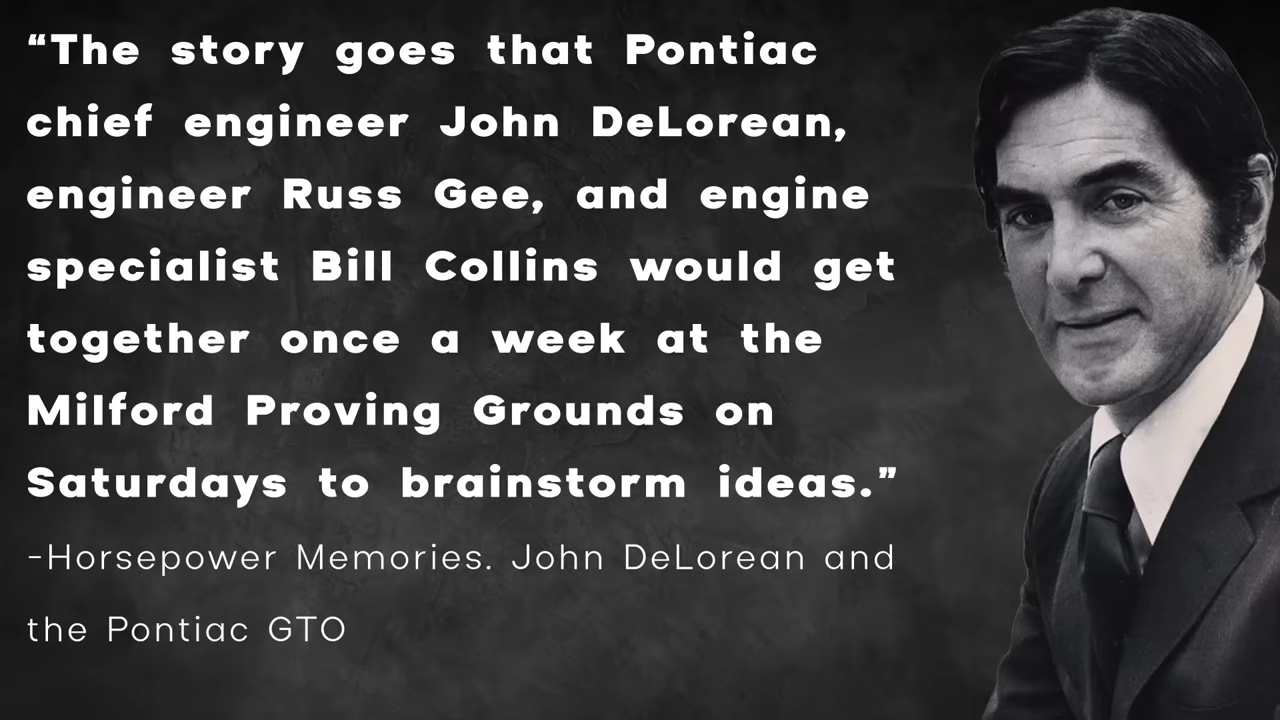 “The story goes that Pontiac
chief engineer John DeLorean,
engineer Russ Gee, and engine
specialist Bill Collins would get
together once a week at the
Milford Proving Grounds on
Saturdays to brainstorm ideas.”
-Horsepower Memories. John DeLorean and
the Pontiac GTO